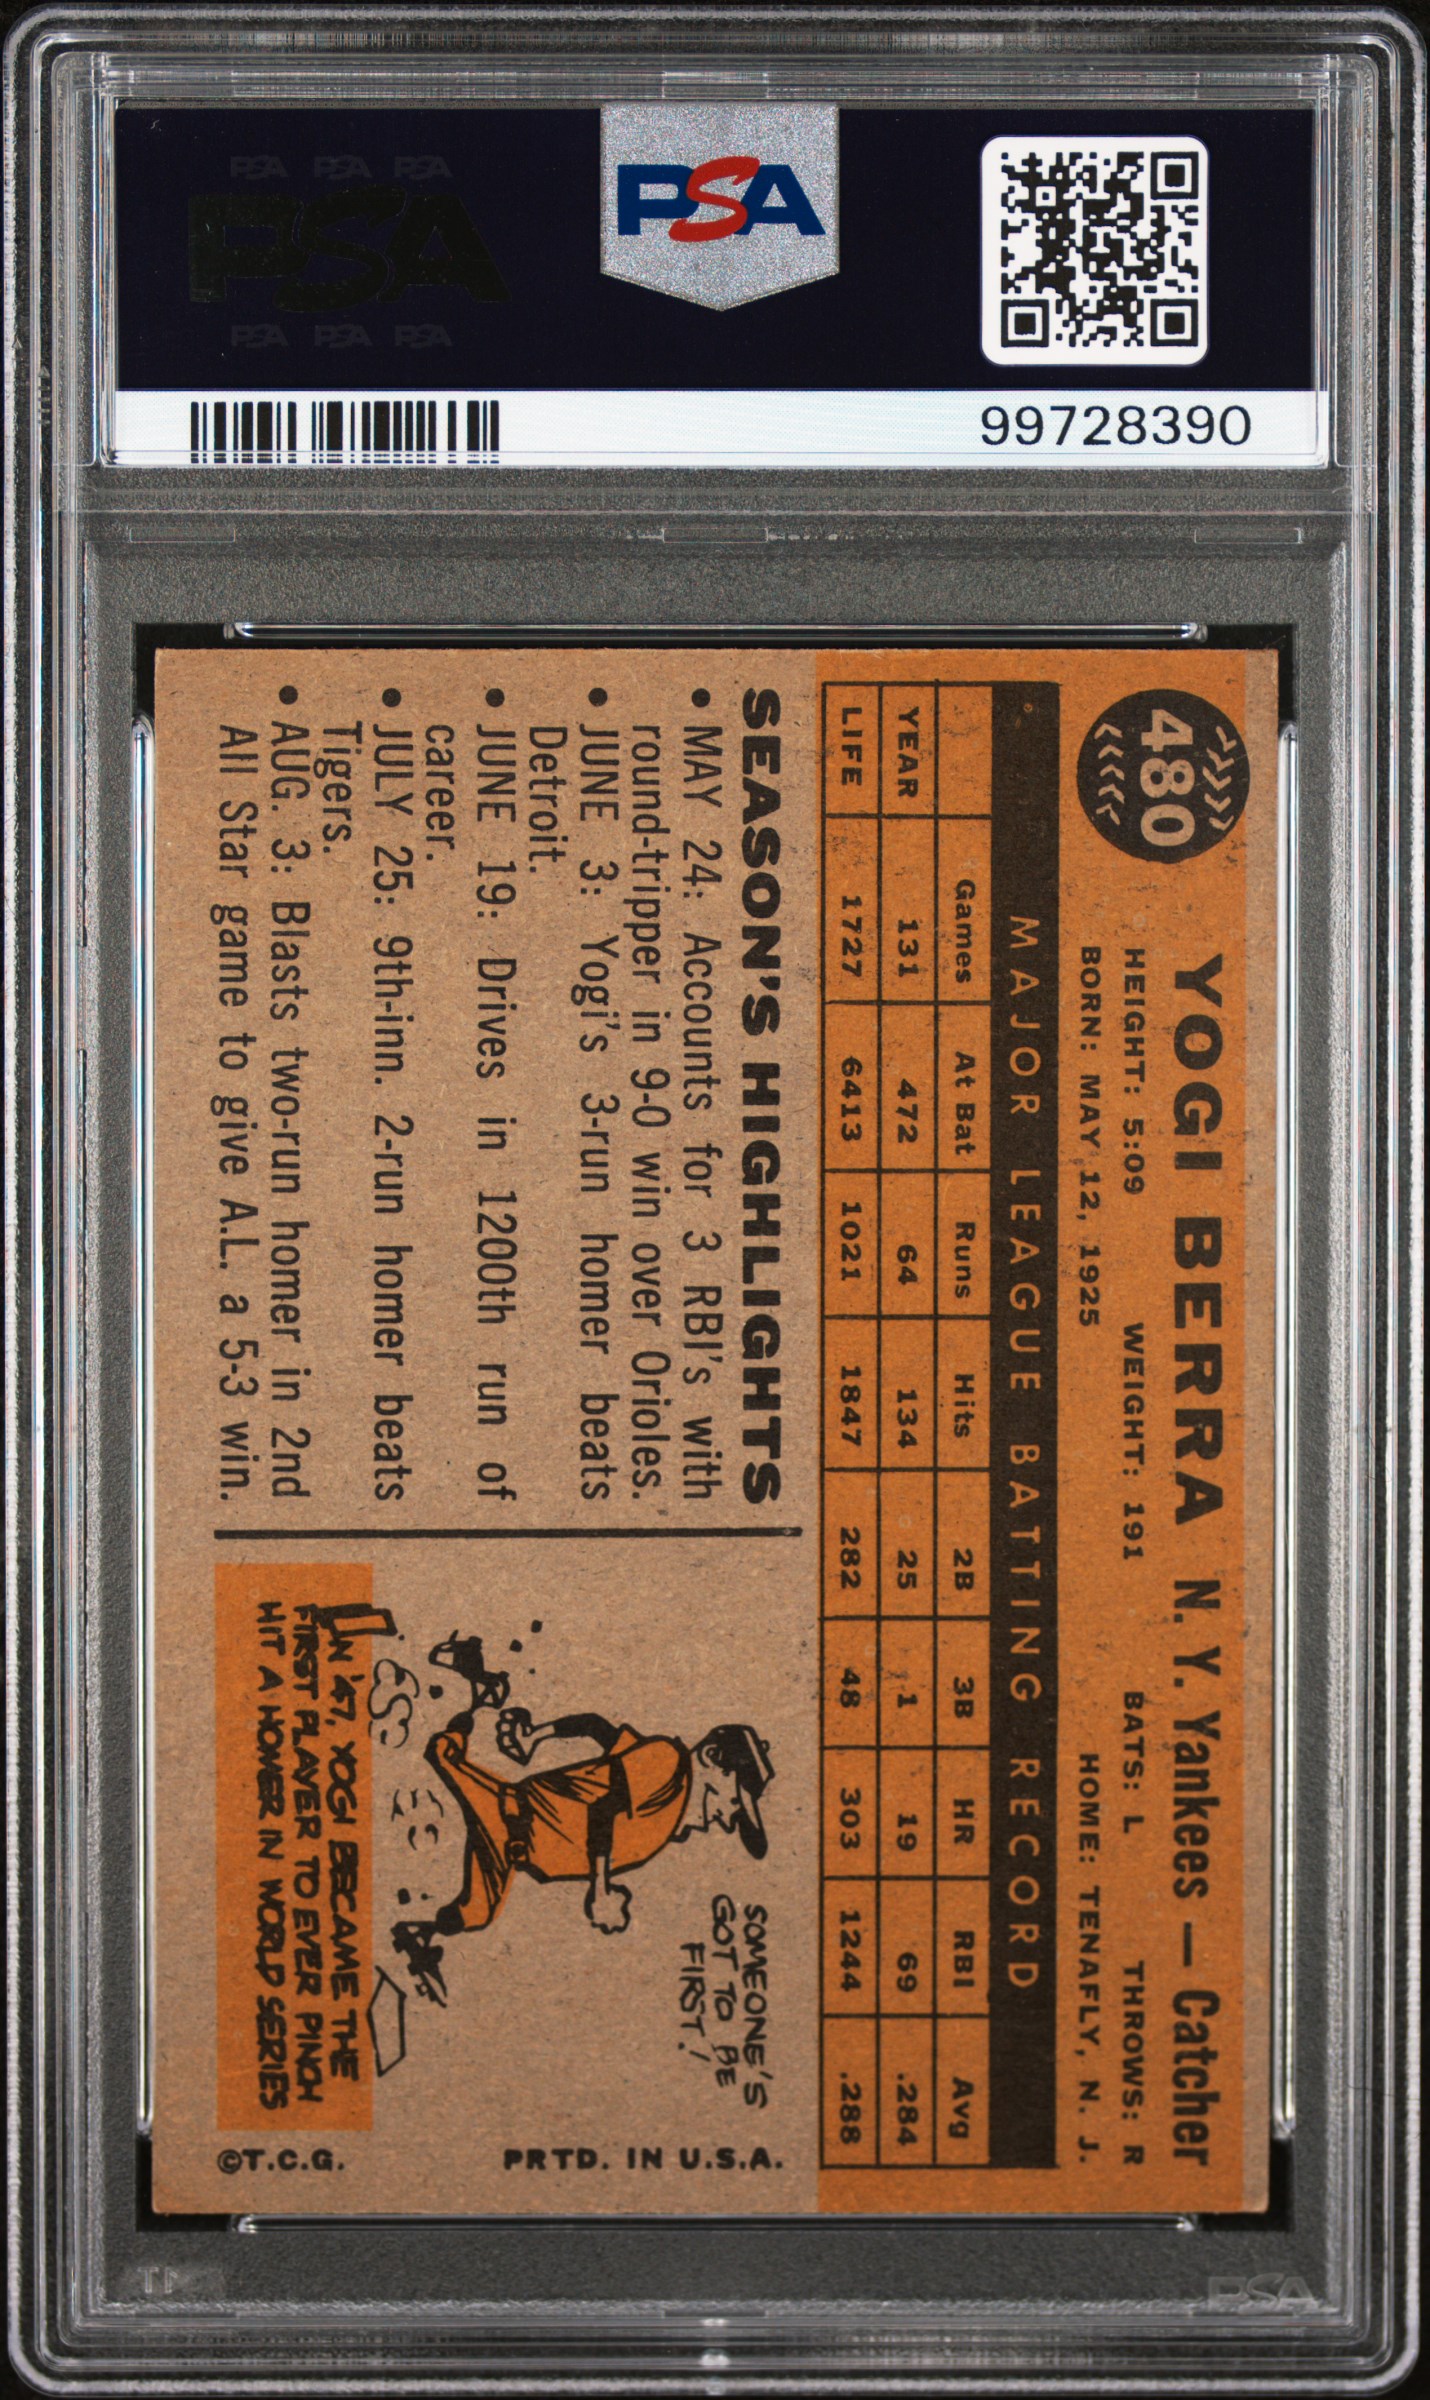 PSA PSA PSA
PSA
PSA PSA PSA
PSA
99728390
480
YOGI BERRA N. Y. Yankees — Catcher
HEIGHT: 5:09 WEIGHT: 191 BATS: L THROWS: R
BORN: MAY 12, 1925 HOME: TENAFLY, N. J.
MAJOR LEAGUE BATTING RECORD
Games At Bat Runs Hits 2B 3B HR RBI Avg
YEAR 131 472 64 134 25 1 19 69 .284
LIFE 1727 6413 1021 1847 282 48 303 1244 .288
SEASON'S HIGHLIGHTS
• MAY 24: Accounts for 3 RBI's with
round-tripper in 9-0 win over Orioles.
• JUNE 3: Yogi's 3-run homer beats
Detroit.
• JUNE 19: Drives in 1200th run of
career.
• JULY 25: 9th-inn. 2-run homer beats
Tigers.
• AUG. 3: Blasts two-run homer in 2nd
All Star game to give A.L. a 5-3 win.
SOMEONE'S
GOT TO BE
FIRST!
IN '47, YOGI BECAME THE
FIRST PLAYER TO EVER PINCH
HIT A HOMER IN WORLD SERIES
©T.C.G. PRTD. IN U.S.A.
PSA